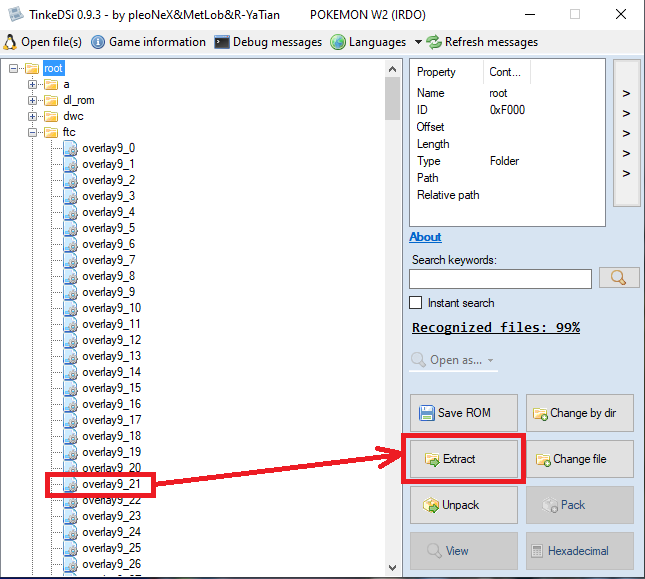 TinkeDSi 0.9.3 - by pleoNeX&MetLob&R-YaTian POKEMON W2 (IRDO)
Open file(s) Game information Debug messages Languages Refresh messages
root
a
dl_rom
dwc
ftc
overlay9_0
overlay9_1
overlay9_2
overlay9_3
overlay9_4
overlay9_5
overlay9_6
overlay9_7
overlay9_8
overlay9_9
overlay9_10
overlay9_11
overlay9_12
overlay9_13
overlay9_14
overlay9_15
overlay9_16
overlay9_17
overlay9_18
overlay9_19
overlay9_20
overlay9_21
overlay9_22
overlay9_23
overlay9_24
overlay9_25
overlay9_26
Property Cont...
Name root
ID 0xF000
Offset
Length
Type Folder
Path
Relative path
>
>
>
>
>
About
Search keywords:
Instant search
Recognized files: 99%
Open as...
Save ROM Change by dir
Extract Change file
Unpack Pack
View Hexadecimal